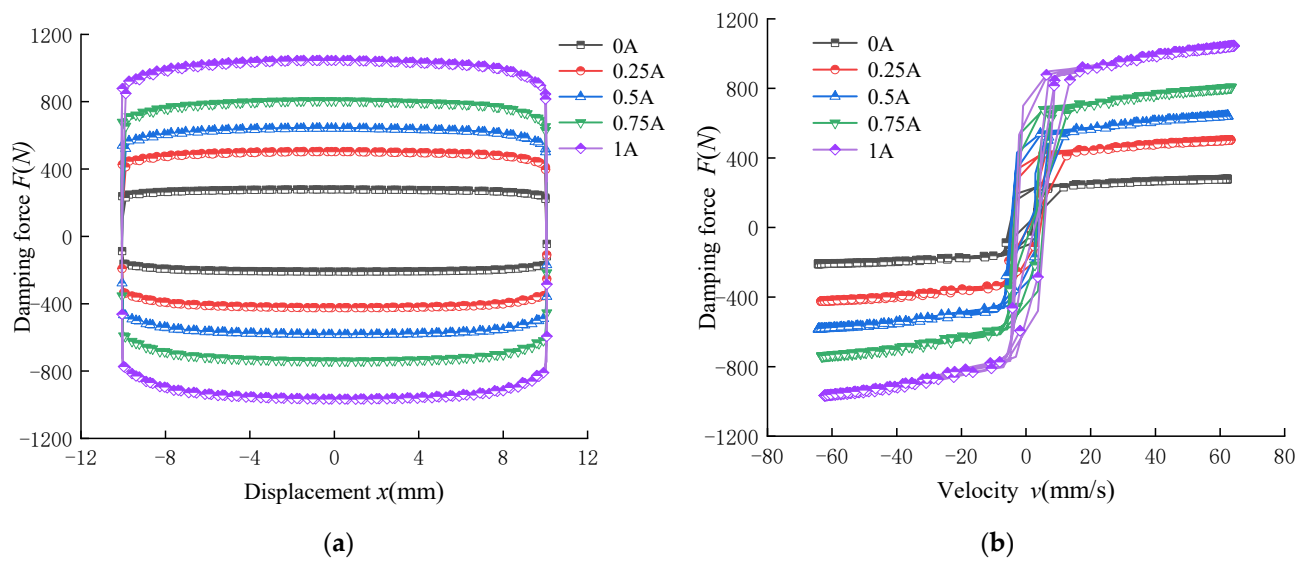 1200
800
400
0
−400
−800
−1200
Damping force F(N)
−12
−8
−4
0
4
8
12
Displacement x(mm)
0A
0.25A
0.5A
0.75A
1A
(a)
1200
800
400
0
−400
−800
−1200
Damping force F(N)
−80
−60
−40
−20
0
20
40
60
80
Velocity v(mm/s)
0A
0.25A
0.5A
0.75A
1A
(b)